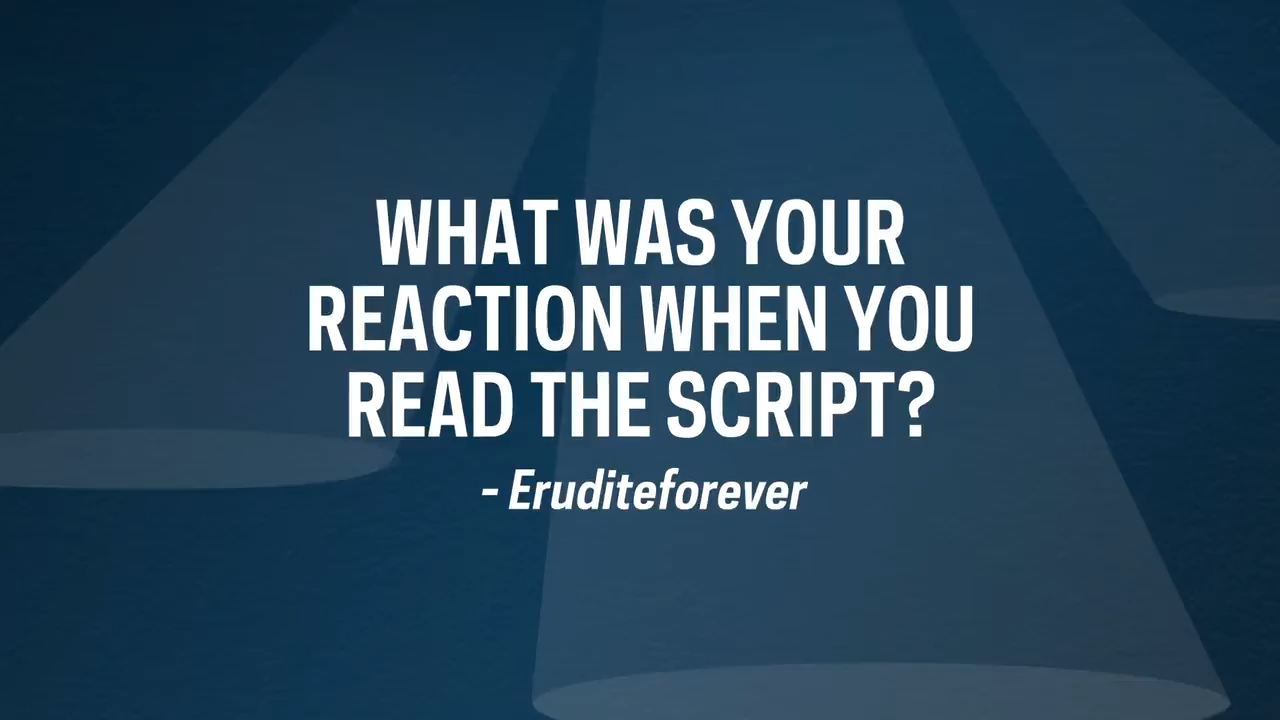 WHAT WAS YOUR
REACTION WHEN YOU
READ THE SCRIPT?
- Eruditeforever